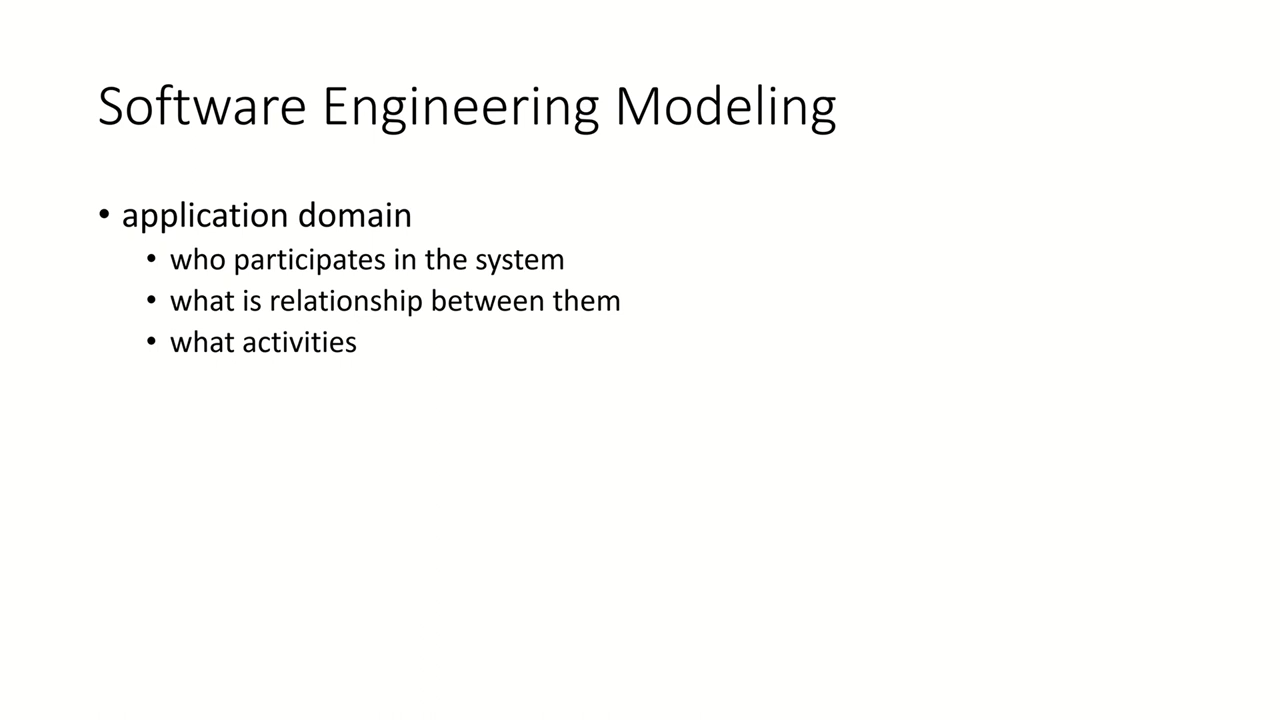 Software Engineering Modeling
• application domain
• who participates in the system
• what is relationship between them
• what activities